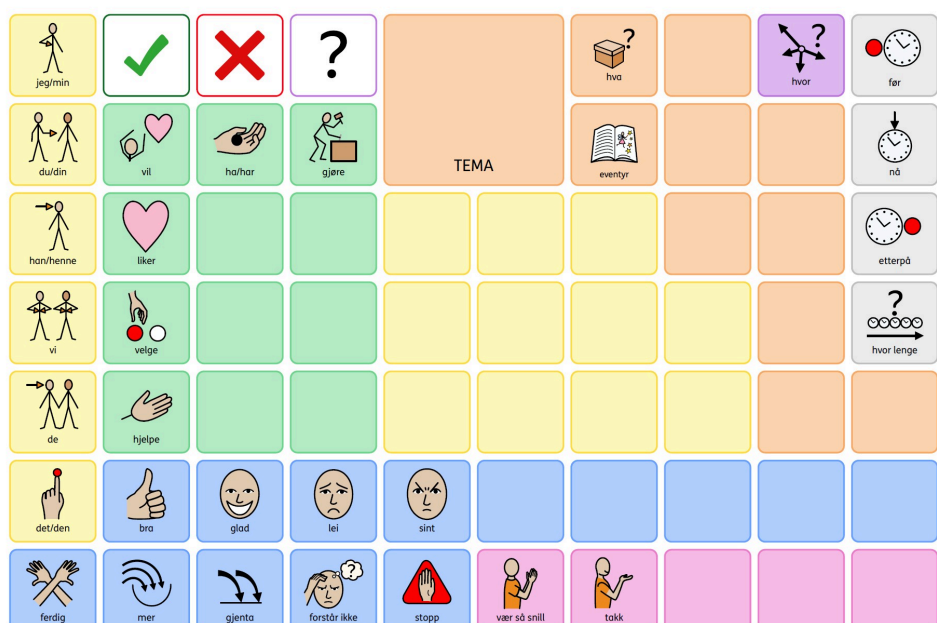 jeg/min
?
?
hva
?
hvor
før
du/din
vil
ha/har
gjøre
TEMA
eventyr
nå
han/henne
liker
etterpå
vi
velge
?
hvor lenge
de
hjelpe
det/den
bra
glad
lei
sint
ferdig
mer
gjenta
?
forstår ikke
stopp
vær så snill
takk